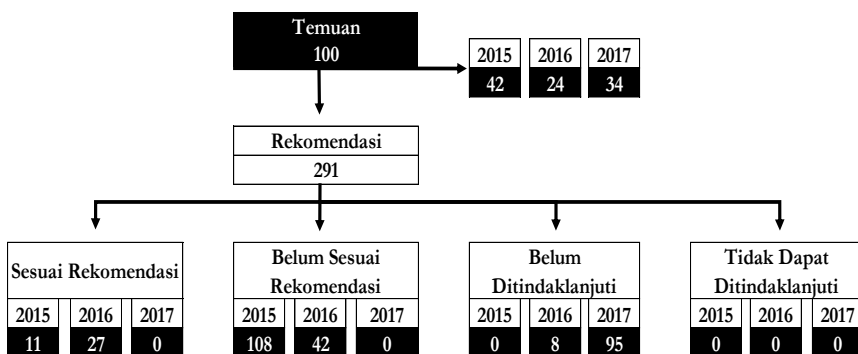 Temuan
100
2015 2016 2017
42 24 34
Rekomendasi
291
Sesuai Rekomendasi
2015 2016 2017
11 27 0
Belum Sesuai
Rekomendasi
2015 2016 2017
108 42 0
Belum
Ditindaklanjuti
2015 2016 2017
0 8 95
Tidak Dapat
Ditindaklanjuti
2015 2016 2017
0 0 0